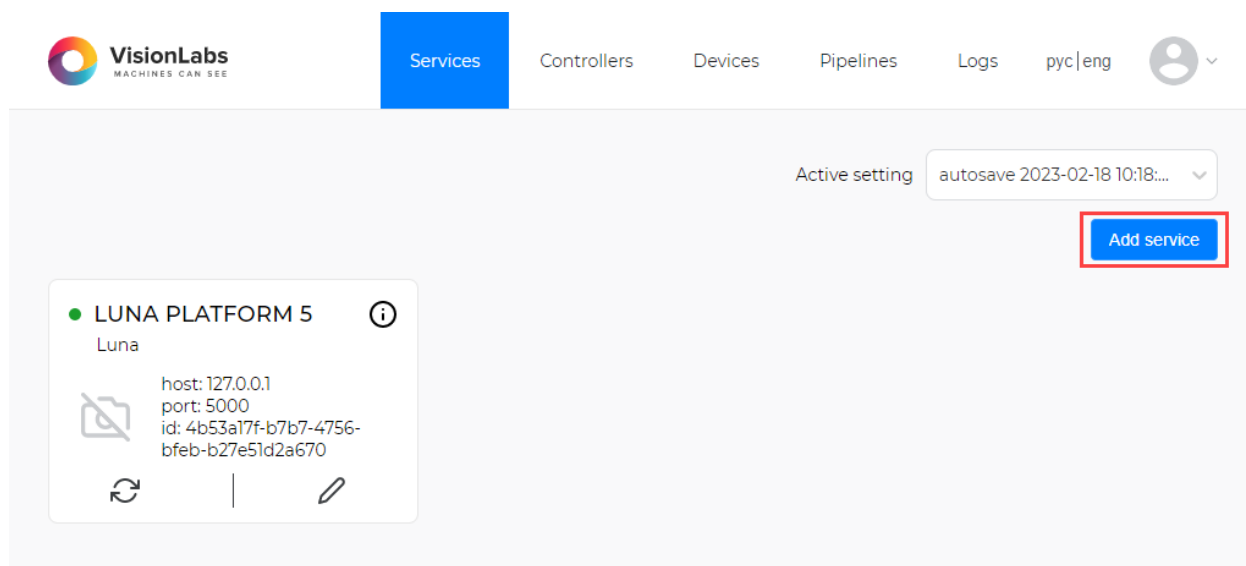 VisionLabs
MACHINES CAN SEE
Services
Controllers
Devices
Pipelines
Logs
рус|eng
Active setting
autosave 2023-02-18 10:18:...
Add service
LUNA PLATFORM 5
Luna
host: 127.0.0.1
port: 5000
id: 4b53a17f-b7b7-4756-
bfeb-b27e51d2a670